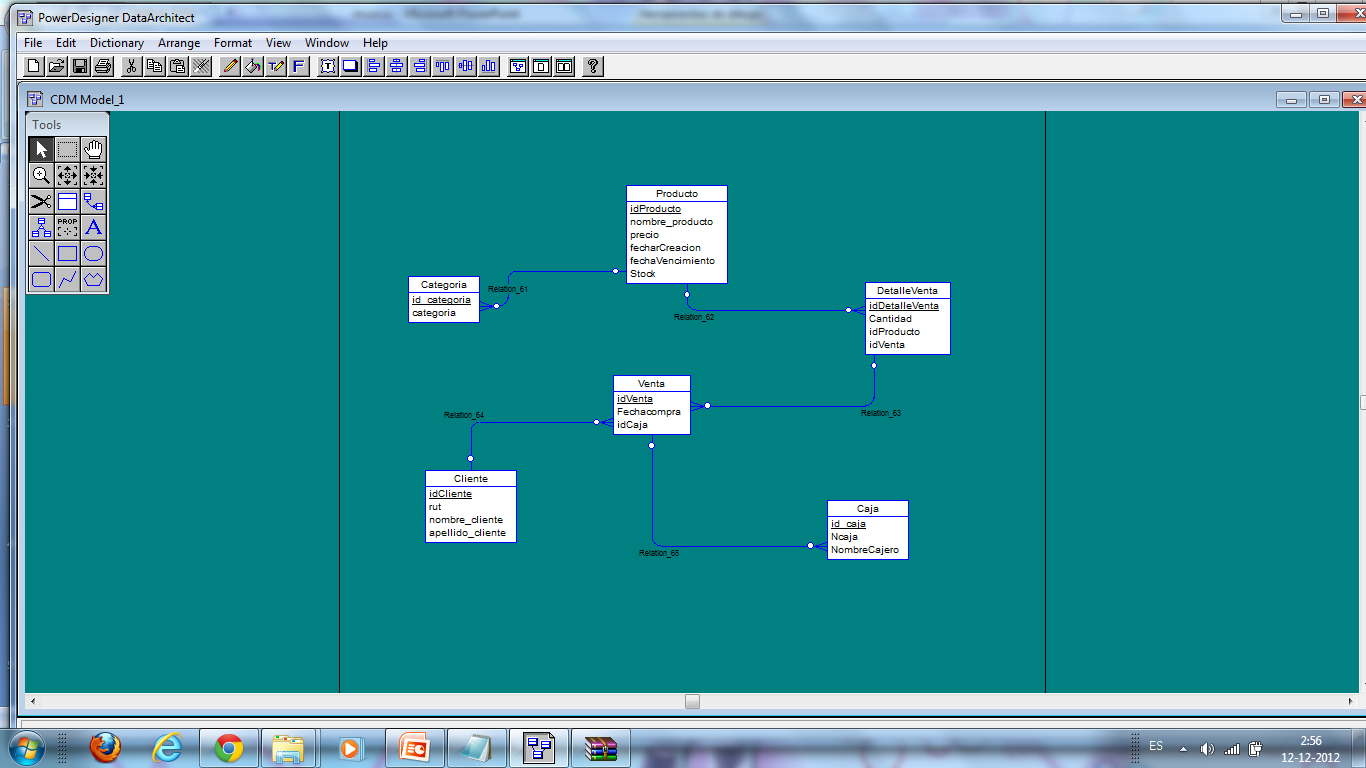 PowerDesigner DataArchitect
File Edit Dictionary Arrange Format View Window Help
CDM Model_1
Tools
PROP
Producto
idProducto
nombre_producto
precio
fecharCreacion
fechaVencimiento
Stock
Categoria
id_categoria
categoria
Relation_61
Relation_62
DetalleVenta
idDetalleVenta
Cantidad
idProducto
idVenta
Relation_63
Venta
idVenta
Fechacompra
idCaja
Relation_64
Cliente
idCliente
rut
nombre_cliente
apellido_cliente
Relation_65
Caja
id_caja
Ncaja
NombreCajero
ES
2:56
12-12-2012